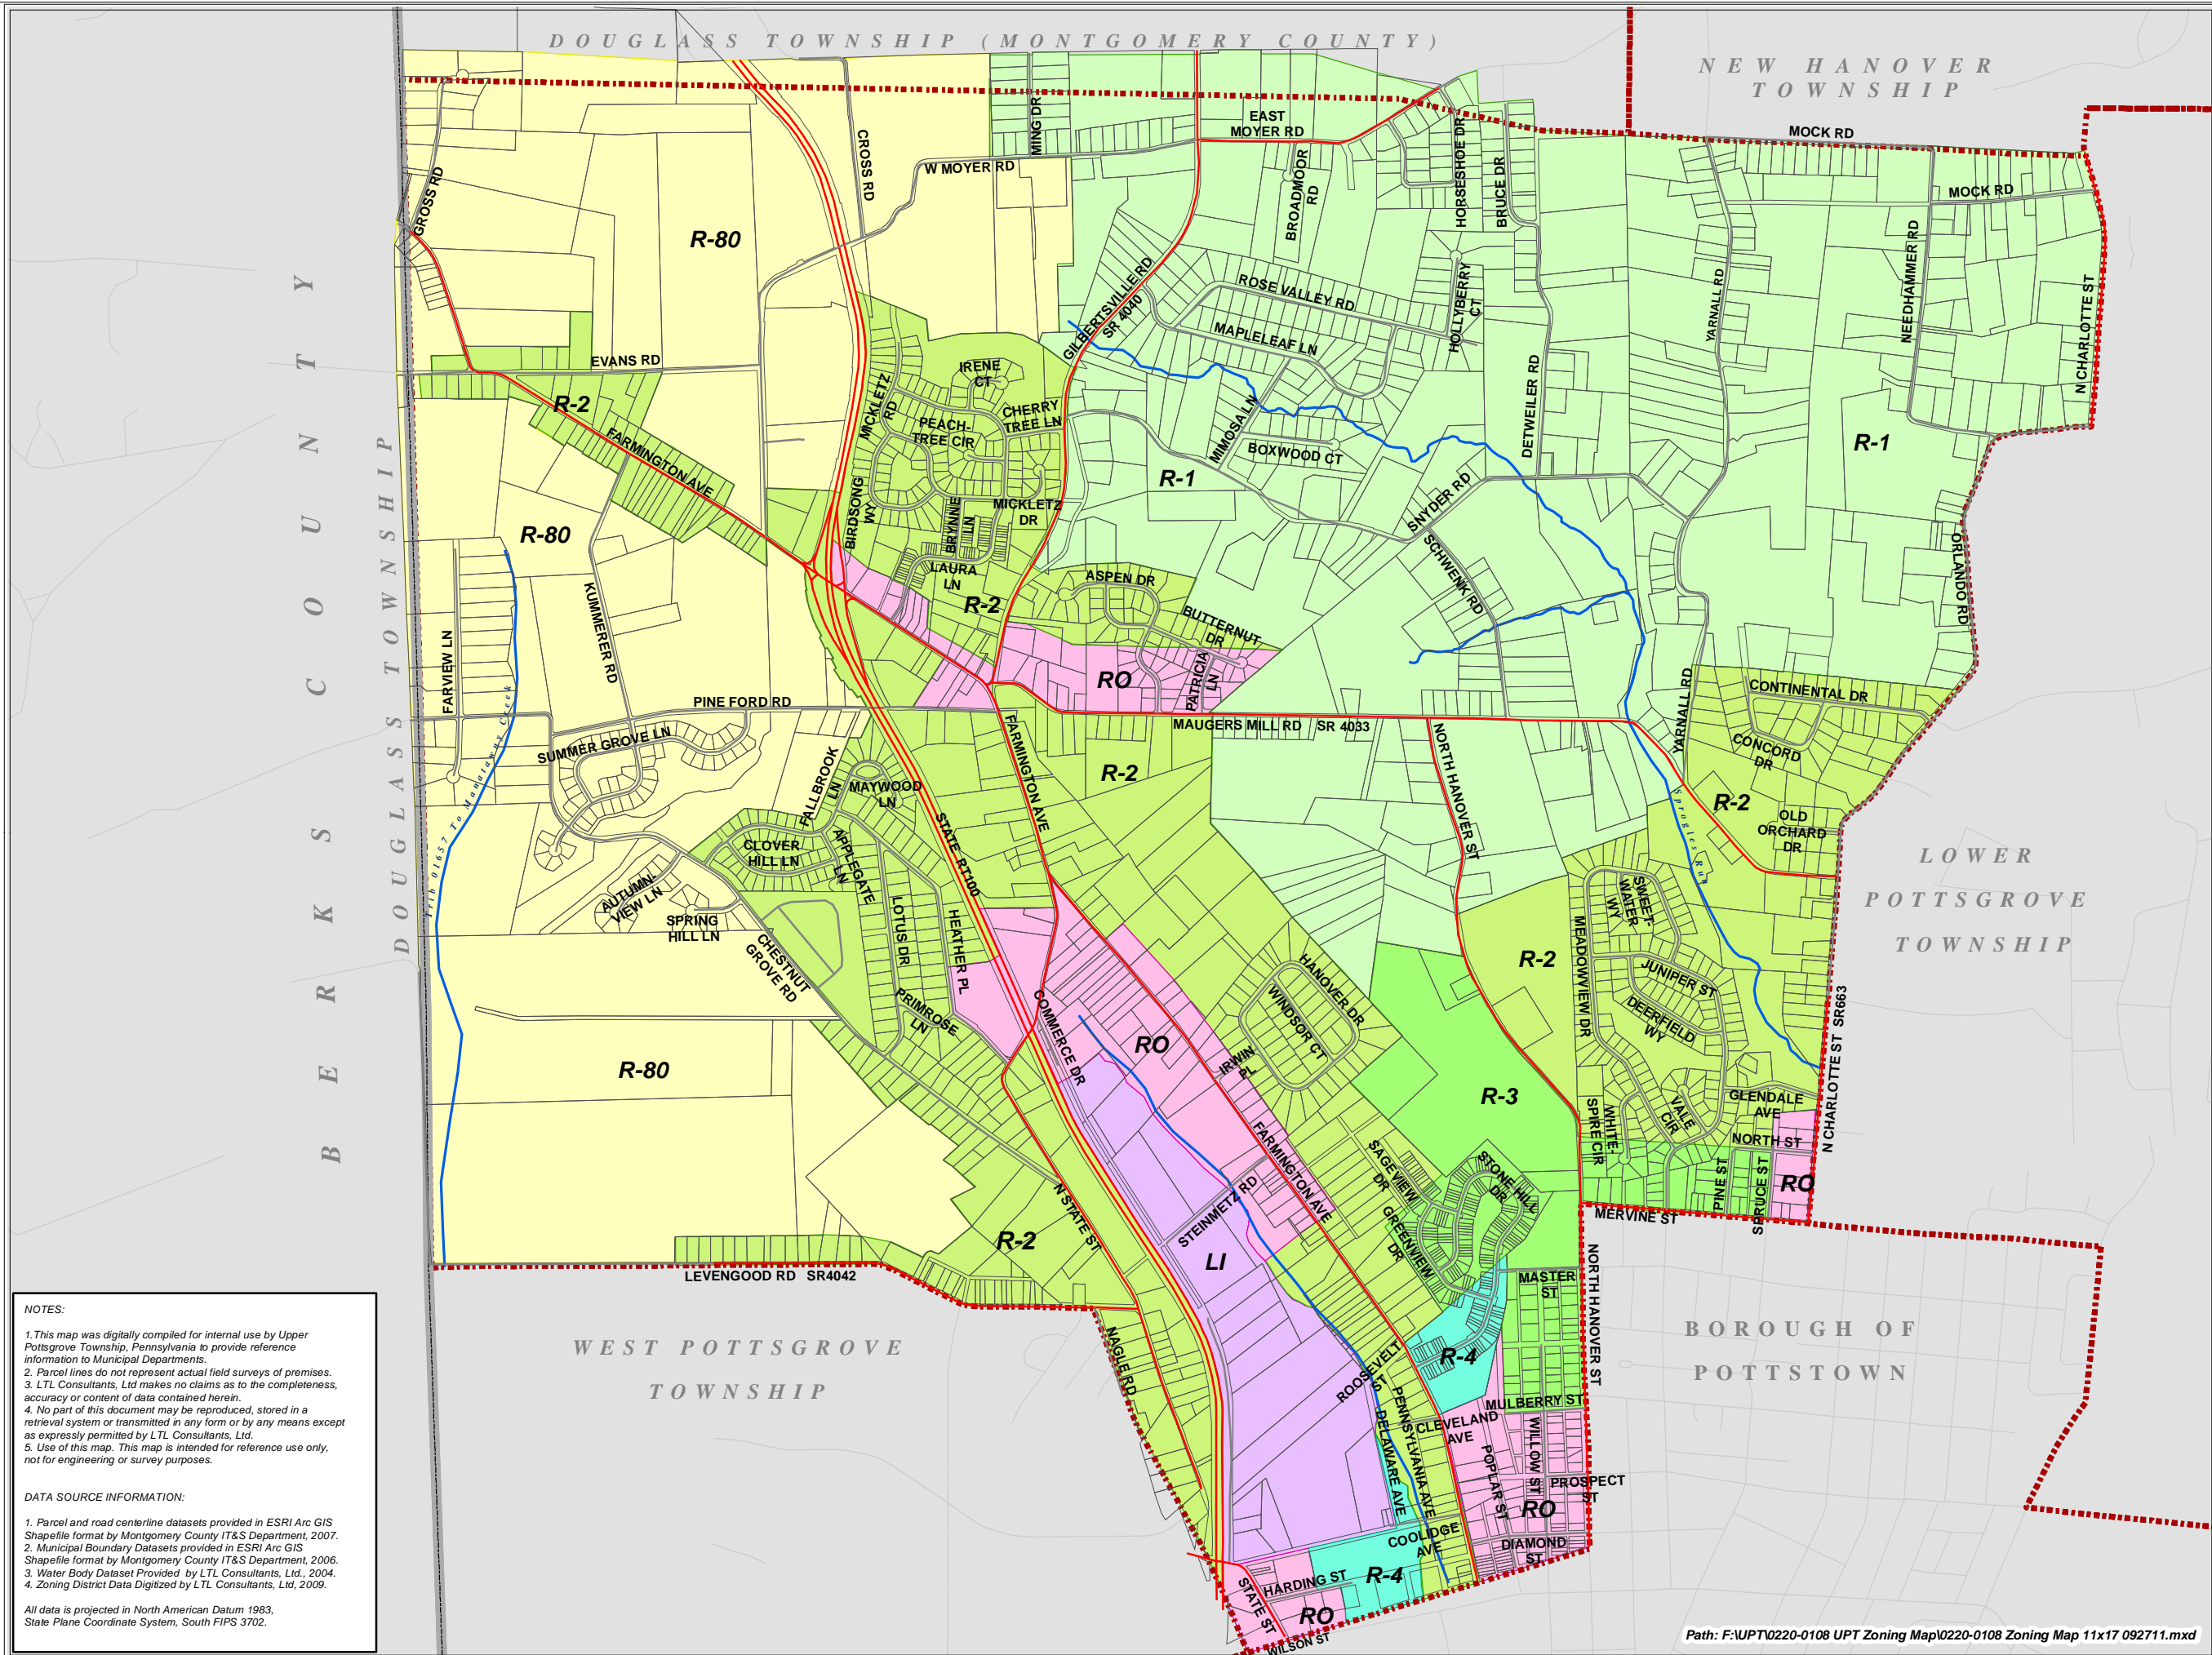 DOUGLASS TOWNSHIP (MONTGOMERY COUNTY)
NEW HANOVER
TOWNSHIP
BERKS COUNTY
DOUGLASS TOWNSHIP
LOWER
POTTSGROVE
TOWNSHIP
BOROUGH OF
POTTSTOWN
WEST POTTSGROVE
TOWNSHIP
MING DR
EAST
MOYER RD
HORSESHOE DR
BRUCE DR
MOCK RD
MOCK RD
CROSS RD
W MOYER RD
BROADMOOR
RD
GROSS RD
R-80
NEEDHAMMER RD
N CHARLOTTE ST
YARNALL RD
GILBERTSVILLE RD
SR 4040
ROSE VALLEY RD
HOLLYBERRY
CT
MAPLELEAF LN
EVANS RD
R-2
FARMINGTON AVE
MICKLETZ
RD
IRENE
CT
PEACH-
TREE CIR
CHERRY
TREE LN
MIMOSA LN
BOXWOOD CT
DETWEILER RD
R-1
R-1
BIRDSONG
WY
BRYNNE
LN
MICKLETZ
DR
SNYDER RD
R-80
LAURA
LN
R-2
ASPEN DR
SCHWENK RD
BUTTERNUT
DR
ORLANDO RD
KUMMERER RD
FARVIEW LN
RO
PATRICIA
LN
YARNALL RD
CONTINENTAL DR
PINE FORD RD
MAUGERS MILL RD SR 4033
SUMMER GROVE LN
FARMINGTON AVE
NORTH HANOVER ST
CONCORD
DR
R-2
R-2
Trib 01657 To Manatawny Creek
Sprogles Run
FALLBROOK
LN
MAYWOOD
LN
STATE RT100
OLD
ORCHARD
DR
CLOVER
HILL LN
APPLEGATE
LN
AUTUMN-
VIEW LN
SPRING
HILL LN
LOTUS DR
HEATHER PL
SWEET-
WATER
WY
MEADOWVIEW DR
R-2
JUNIPER ST
CHESTNUT
GROVE RD
HANOVER DR
WINDSOR CT
DEERFIELD
WY
PRIMROSE
LN
COMMERCE DR
RO
IRWIN
PL
N CHARLOTTE ST SR663
R-80
R-3
GLENDALE
AVE
WHITE-
SPIRE CIR
VALE
CIR
FARMINGTON AVE
NORTH ST
SAGEVIEW
DR
STONE HILL
DR
PINE ST
SPRUCE ST
RO
N STATE ST
STEINMETZ RD
GREENVIEW
DR
MERVINE ST
R-2
LI
LEVENGOOD RD SR4042
MASTER
ST
NORTH HANOVER ST
NAGLE RD
R-4
ROOSEVELT
ST
PENNSYLVANIA AVE
MULBERRY ST
CLEVELAND
AVE
DELAWARE AVE
POPLAR ST
WILLOW ST
PROSPECT
ST
RO
COOLIDGE
AVE
DIAMOND
ST
R-4
HARDING ST
STATE ST
RO
WILSON ST
NOTES:
1.This map was digitally compiled for internal use by Upper
Pottsgrove Township, Pennsylvania to provide reference
information to Municipal Departments.
2. Parcel lines do not represent actual field surveys of premises.
3. LTL Consultants, Ltd makes no claims as to the completeness,
accuracy or content of data contained herein.
4. No part of this document may be reproduced, stored in a
retrieval system or transmitted in any form or by any means except
as expressly permitted by LTL Consultants, Ltd.
5. Use of this map. This map is intended for reference use only,
not for engineering or survey purposes.
DATA SOURCE INFORMATION:
1. Parcel and road centerline datasets provided in ESRI Arc GIS
Shapefile format by Montgomery County IT&S Department, 2007.
2. Municipal Boundary Datasets provided in ESRI Arc GIS
Shapefile format by Montgomery County IT&S Department, 2006.
3. Water Body Dataset Provided by LTL Consultants, Ltd., 2004.
4. Zoning District Data Digitized by LTL Consultants, Ltd, 2009.
All data is projected in North American Datum 1983,
State Plane Coordinate System, South FIPS 3702.
Path: F:\UPT\0220-0108 UPT Zoning Map\0220-0108 Zoning Map 11x17 092711.mxd